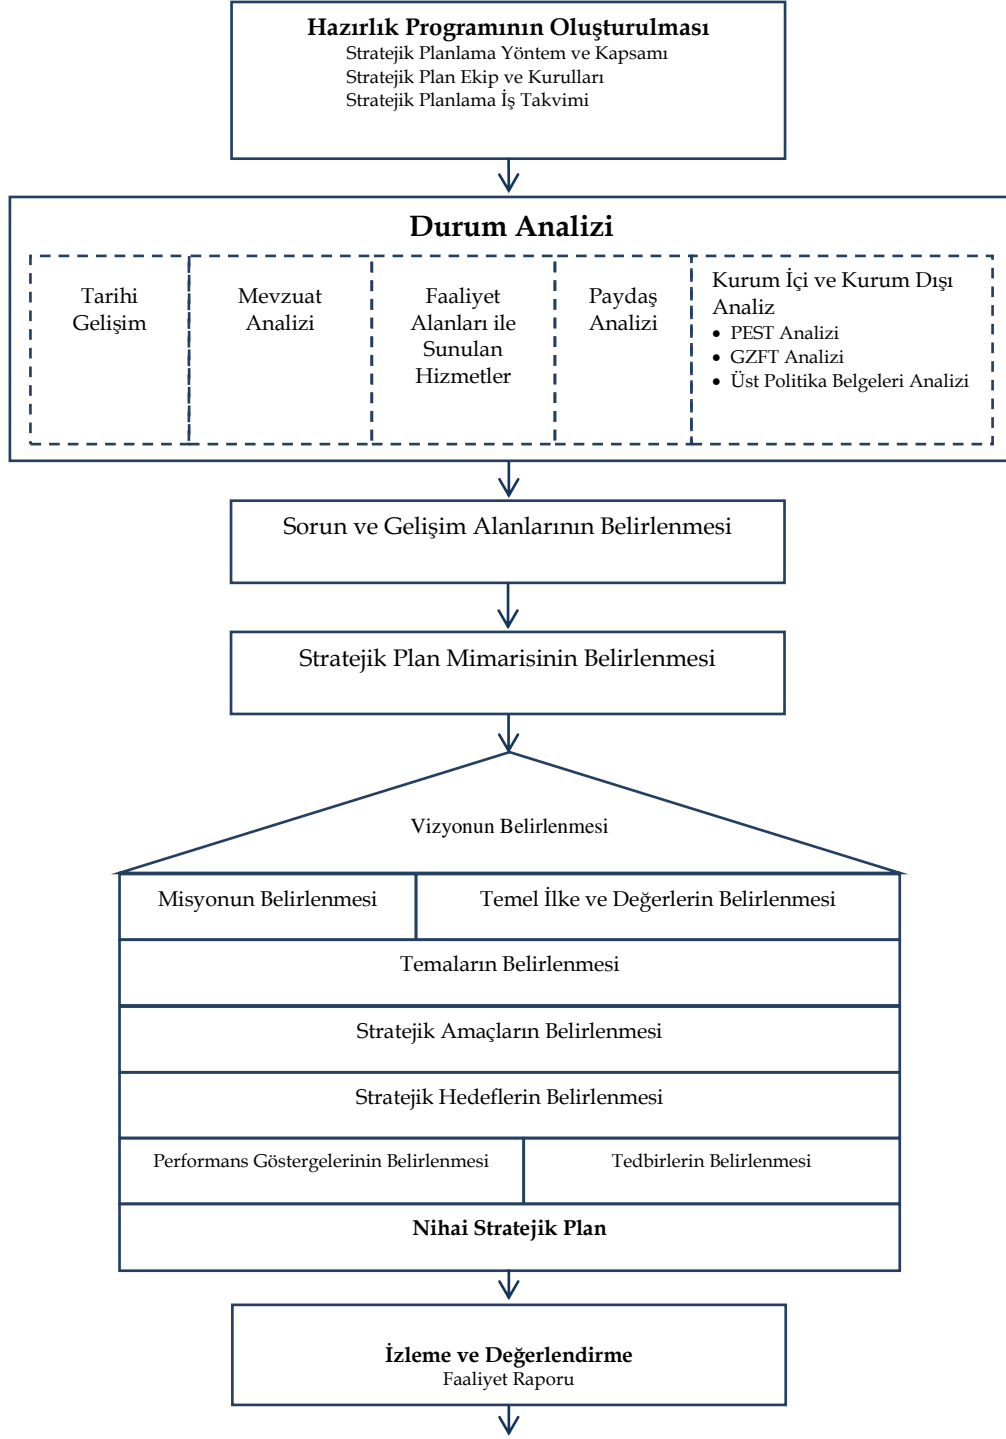 Hazırlık Programının Oluşturulması
Stratejik Planlama Yöntem ve Kapsamı
Stratejik Plan Ekip ve Kurulları
Stratejik Planlama İş Takvimi
Durum Analizi
Tarihi
Gelişim
Mevzuat
Analizi
Faaliyet
Alanları ile
Sunulan
Hizmetler
Paydaş
Analizi
Kurum İçi ve Kurum Dışı
Analiz
• PEST Analizi
• GZFT Analizi
• Üst Politika Belgeleri Analizi
Sorun ve Gelişim Alanlarının Belirlenmesi
Stratejik Plan Mimarisinin Belirlenmesi
Vizyonun Belirlenmesi
Misyonun Belirlenmesi
Temel İlke ve Değerlerin Belirlenmesi
Temaların Belirlenmesi
Stratejik Amaçların Belirlenmesi
Stratejik Hedeflerin Belirlenmesi
Performans Göstergelerinin Belirlenmesi
Tedbirlerin Belirlenmesi
Nihai Stratejik Plan
İzleme ve Değerlendirme
Faaliyet Raporu